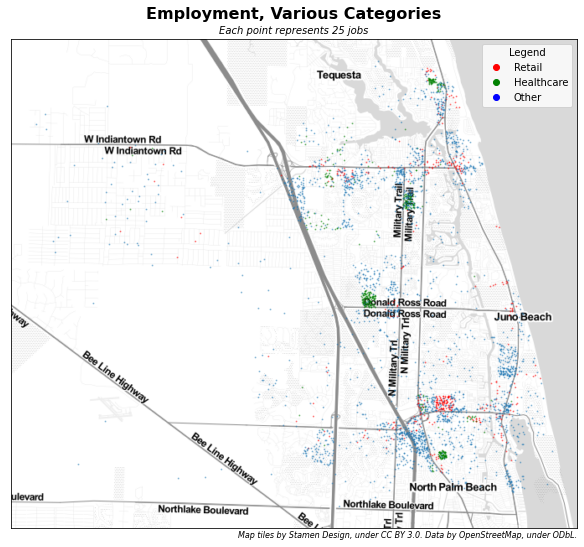 Employment, Various Categories
Each point represents 25 jobs
Legend
Retail
Healthcare
Other
Tequesta
W Indiantown Rd
W Indiantown Rd
Military Trail
Military Trail
Donald Ross Road
Donald Ross Road
Juno Beach
way
N Military Trl
N Military Trl
Bee Line Highway
Bee Line Highway
North Palm Beach
ulevard
Northlake Boulevard
Northlake Boulevard
Bee L
Trl
y Trl
Map tiles by Stamen Design, under CC BY 3.0. Data by OpenStreetMap, under ODbL.